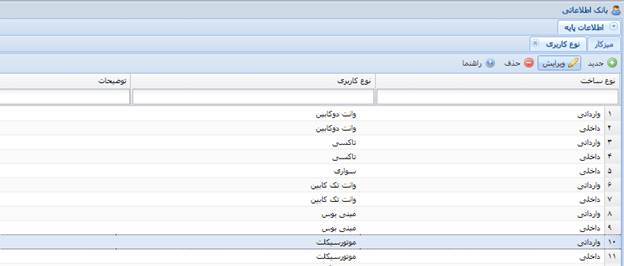 بانک اطلاعاتی
اطلاعات پایه
میزکار نوع کاربری
جدید ویرایش حذف راهنما
نوع ساخت نوع کاربری توضیحات
۱ وارداتی وانت دوکابین
۲ داخلی وانت دوکابین
۳ وارداتی تاکسی
۴ داخلی تاکسی
۵ داخلی سواری
۶ وارداتی وانت تک کابین
۷ داخلی وانت تک کابین
۸ وارداتی مینی بوس
۹ داخلی مینی بوس
۱۰ وارداتی موتورسیکلت
۱۱ داخلی موتورسیکلت